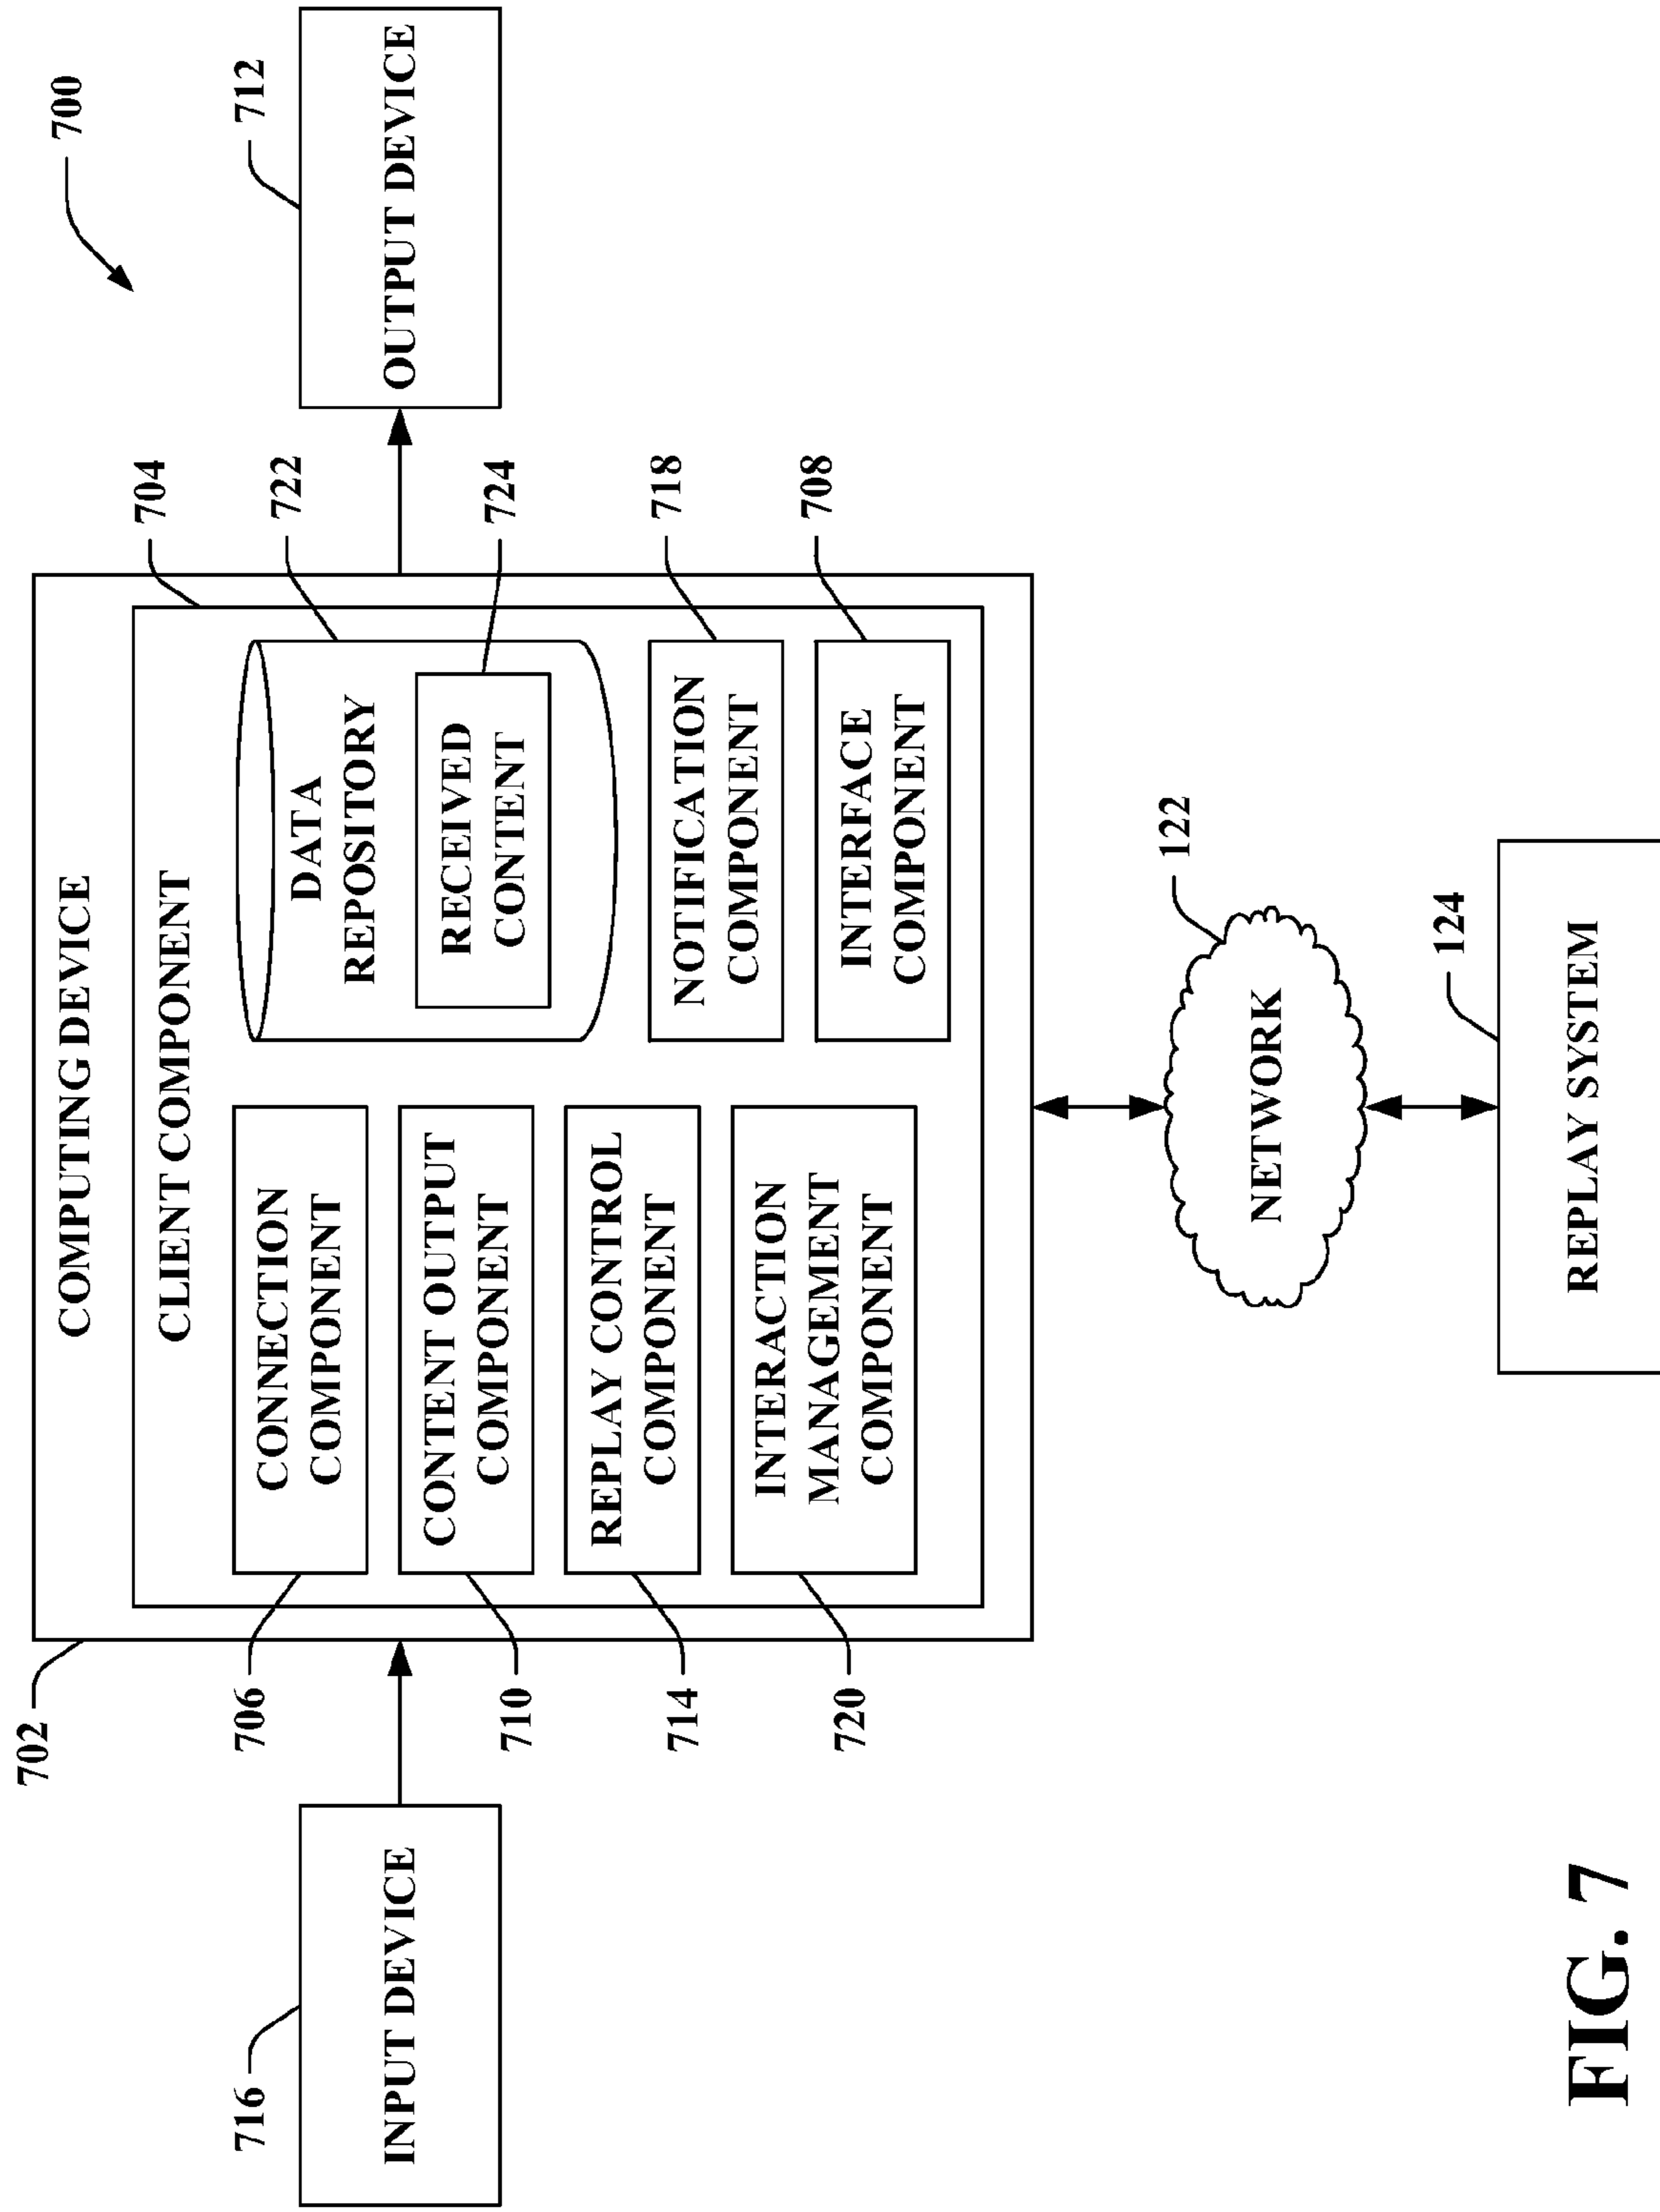 700
702
COMPUTING DEVICE
704
CLIENT COMPONENT
716
706
CONNECTION
COMPONENT
DATA
REPOSITORY
722
712
INPUT DEVICE
710
CONTENT OUTPUT
COMPONENT
RECEIVED
CONTENT
724
OUTPUT DEVICE
714
REPLAY CONTROL
COMPONENT
NOTIFICATION
COMPONENT
718
720
INTERACTION
MANAGEMENT
COMPONENT
INTERFACE
COMPONENT
708
122
NETWORK
124
REPLAY SYSTEM
FIG. 7